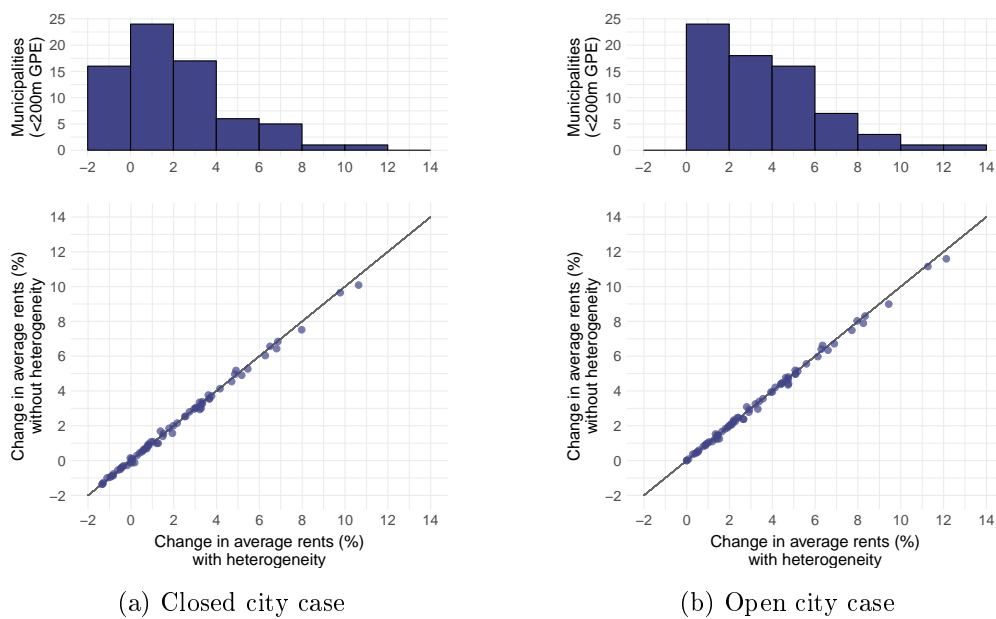 Municipalities
(<200m GPE)
25
20
15
10
5
0
−2 0 2 4 6 8 10 12 14
Change in average rents (%)
without heterogeneity
14
12
10
8
6
4
2
0
−2
−2 0 2 4 6 8 10 12 14
Change in average rents (%)
with heterogeneity
(a) Closed city case
Municipalities
(<200m GPE)
25
20
15
10
5
0
−2 0 2 4 6 8 10 12 14
Change in average rents (%)
without heterogeneity
14
12
10
8
6
4
2
0
−2
−2 0 2 4 6 8 10 12 14
Change in average rents (%)
with heterogeneity
(b) Open city case